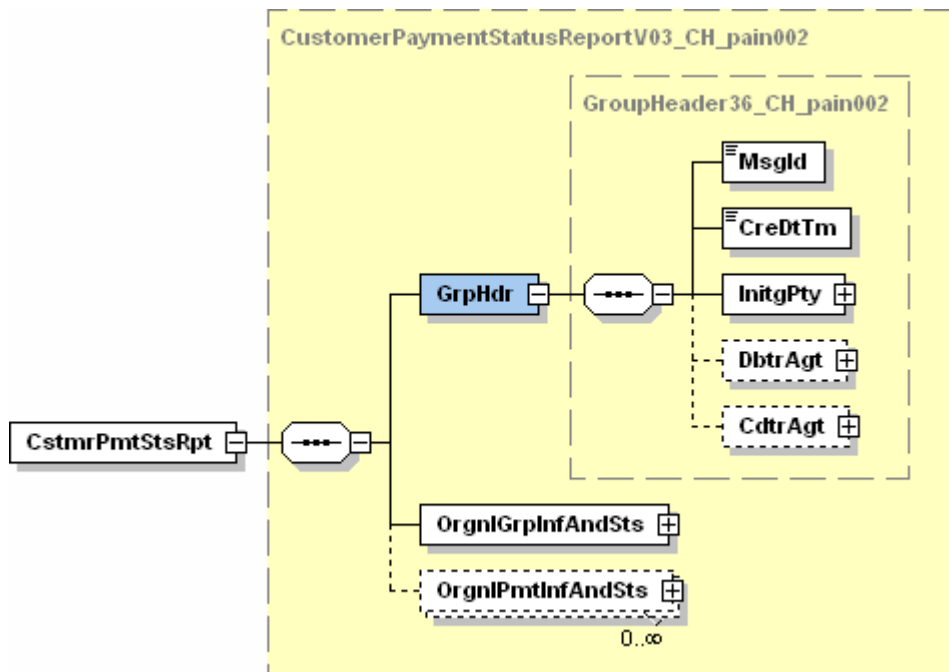 CustomerPaymentStatusReportV03_CH_pain002
GroupHeader36_CH_pain002
MsgId
CreDtTm
GrpHdr
InitgPty
DbtrAgt
CdtrAgt
CstmrPmtStsRpt
OrgnlGrpInfAndSts
OrgnlPmtInfAndSts
0..∞